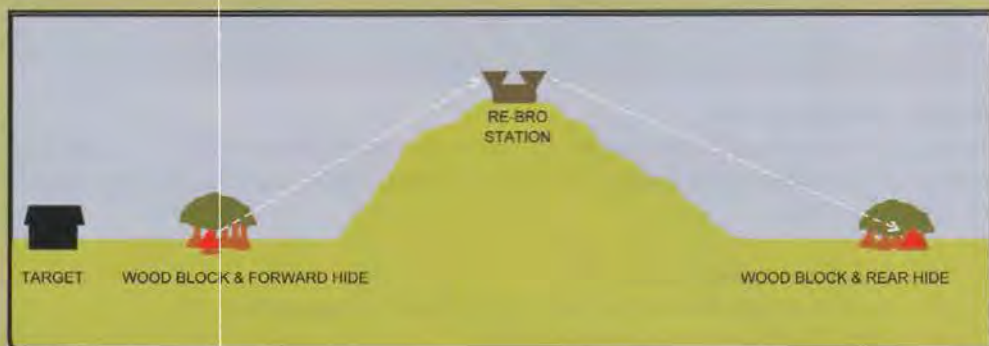 RE-BRO
STATION
TARGET
WOOD BLOCK & FORWARD HIDE
WOOD BLOCK & REAR HIDE